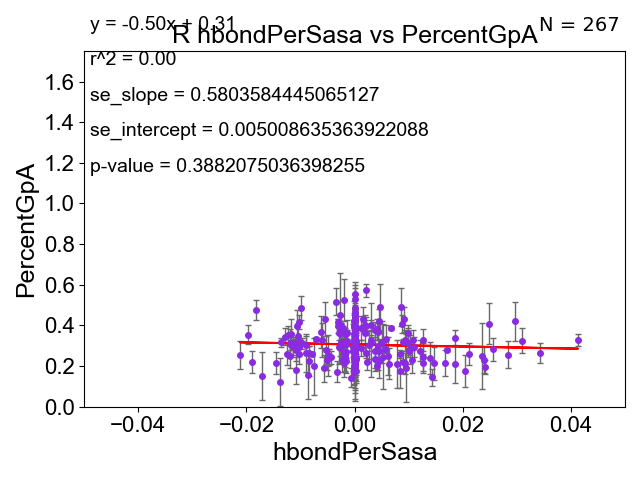 y = -0.50x + 0.31
N = 267
R hbondPerSasa vs PercentGpA
r^2 = 0.00
se_slope = 0.5803584445065127
se_intercept = 0.005008635363922088
p-value = 0.3882075036398255
PercentGpA
1.6
1.4
1.2
1.0
0.8
0.6
0.4
0.2
0.0
−0.04 −0.02 0.00 0.02 0.04
hbondPerSasa